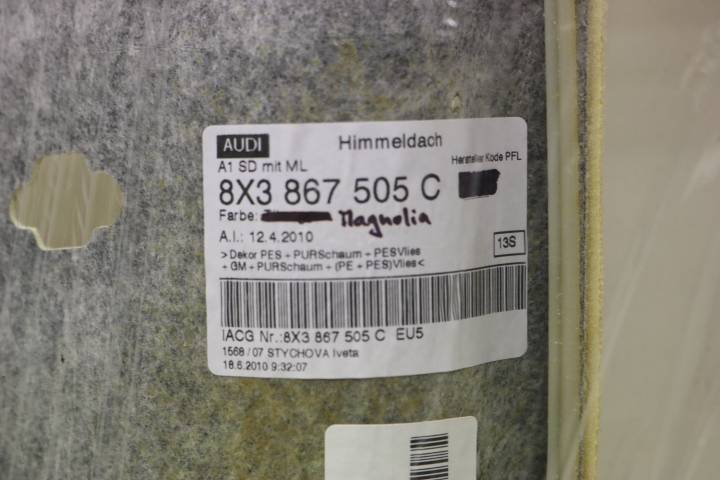 AUDI Himmeldach
A1 SD mit ML
Hersteller Kode PFL
8X3 867 505 C
Farbe: Magnolia
A.I.: 12.4.2010
13S
> Dekor PES + PURSchaum + PESVlies
+ GM + PURSchaum + (PE + PES)Vlies<
IACG Nr.:8X3 867 505 C EU5
1568 / 07 STYCHOVA Iveta
18.6.2010 9:32:07